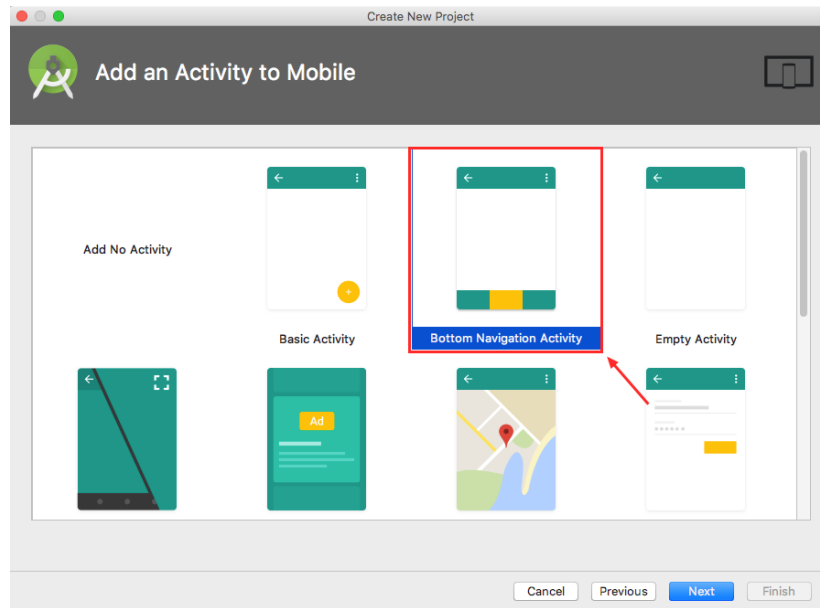 Create New Project
Add an Activity to Mobile
Add No Activity
Basic Activity
Bottom Navigation Activity
Empty Activity
Ad
Cancel
Previous
Next
Finish